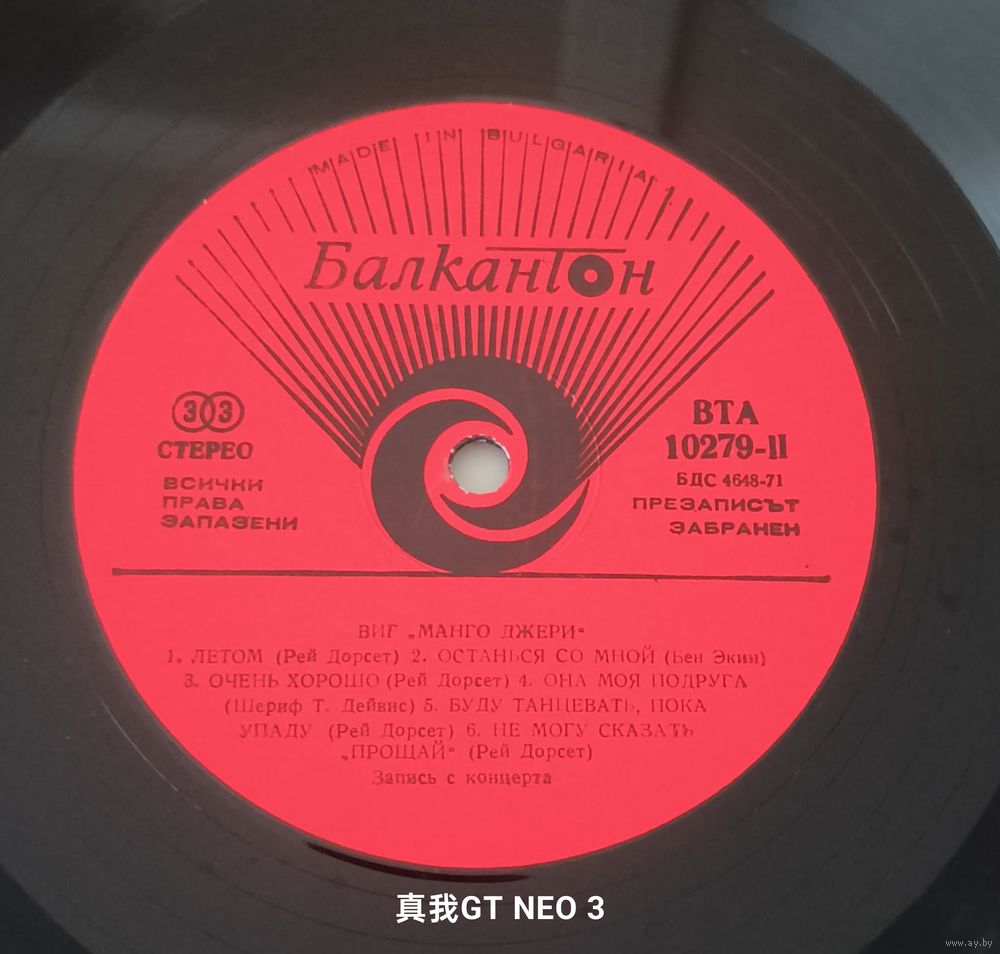 MADE IN BULGARIA
Балкантон
33
СТЕРЕО
ВСИЧКИ
ПРАВА
ЗАПАЗЕНИ
ВТА
10279-II
БДС 4648-71
ПРЕЗАПИСЪТ
ЗАБРАНЕН
ВИГ „МАНГО ДЖЕРИ“
1. ЛЕТОМ (Рей Дорсет) 2. ОСТАНЬСЯ СО МНОЙ (Бен Экин)
3. ОЧЕНЬ ХОРОШО (Рей Дорсет) 4. ОНА МОЯ ПОДРУГА
(Шериф Т. Дейвис) 5. БУДУ ТАНЦЕВАТЬ, ПОКА
УПАДУ (Рей Дорсет) 6. НЕ МОГУ СКАЗАТЬ
„ПРОЩАЙ“ (Рей Дорсет)
Запись с концерта
真我GT NEO 3
www.ay.by